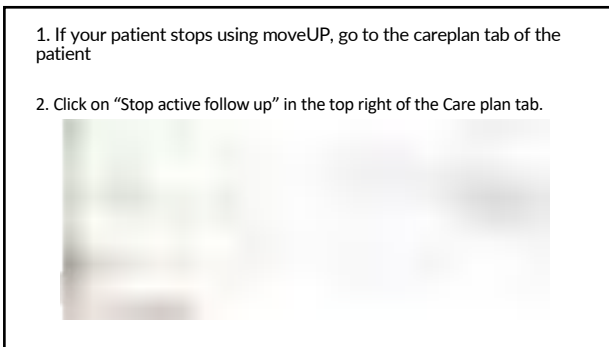 1. If your patient stops using moveUP, go to the careplan tab of the
patient
2. Click on “Stop active follow up” in the top right of the Care plan tab.